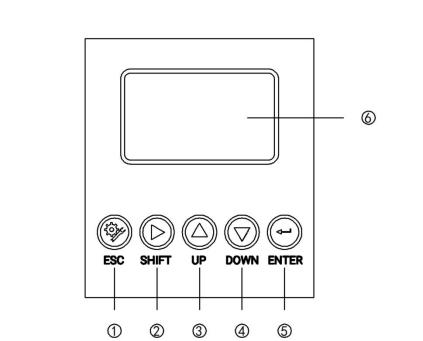 ⑥
ESC SHIFT UP DOWN ENTER
① ② ③ ④ ⑤